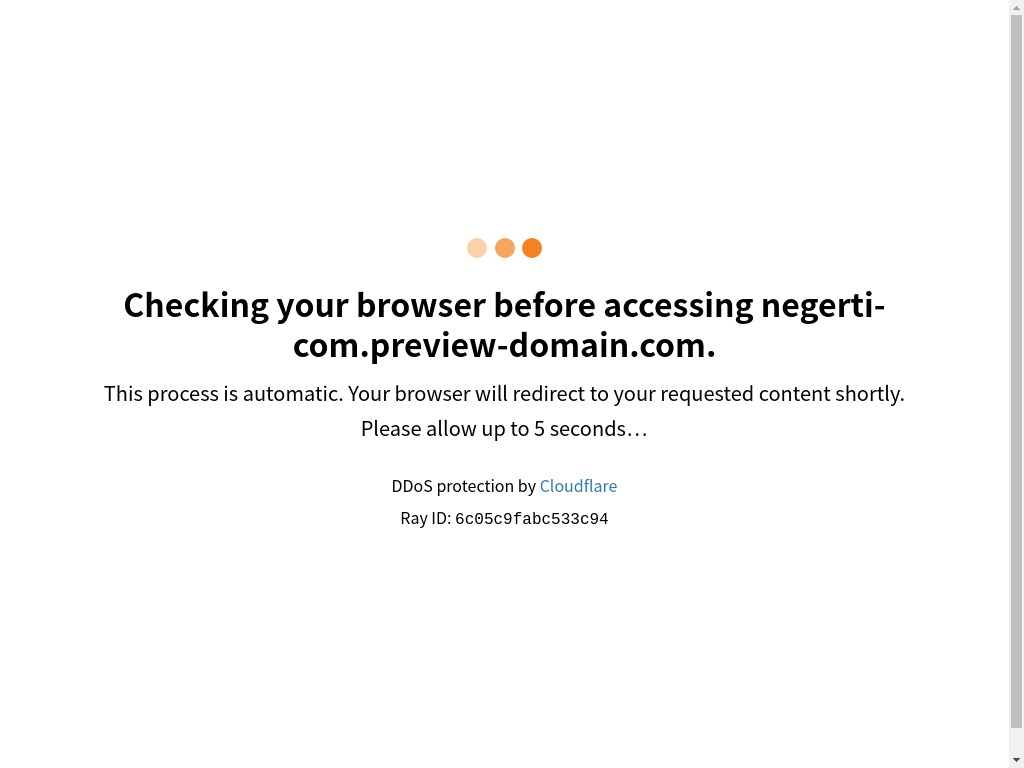 Checking your browser before accessing negerti-
com.preview-domain.com.
This process is automatic. Your browser will redirect to your requested content shortly.
Please allow up to 5 seconds…
DDoS protection by Cloudflare
Ray ID: 6c05c9fabc533c94